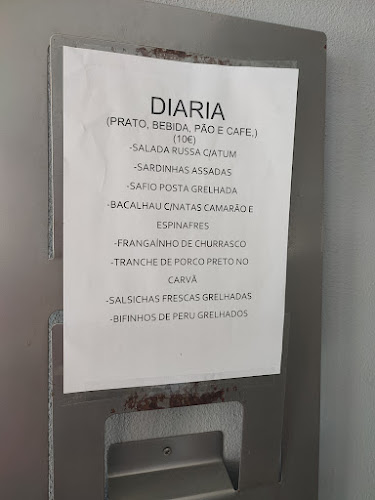 DIARIA
(PRATO, BEBIDA, PÃO E CAFE,)
(10€)
-SALADA RUSSA C/ATUM
-SARDINHAS ASSADAS
-SAFIO POSTA GRELHADA
-BACALHAU C/NATAS CAMARÃO E
ESPINAFRES
-FRANGAÍNHO DE CHURRASCO
-TRANCHE DE PORCO PRETO NO
CARVÃ
-SALSICHAS FRESCAS GRELHADAS
-BIFINHOS DE PERU GRELHADOS